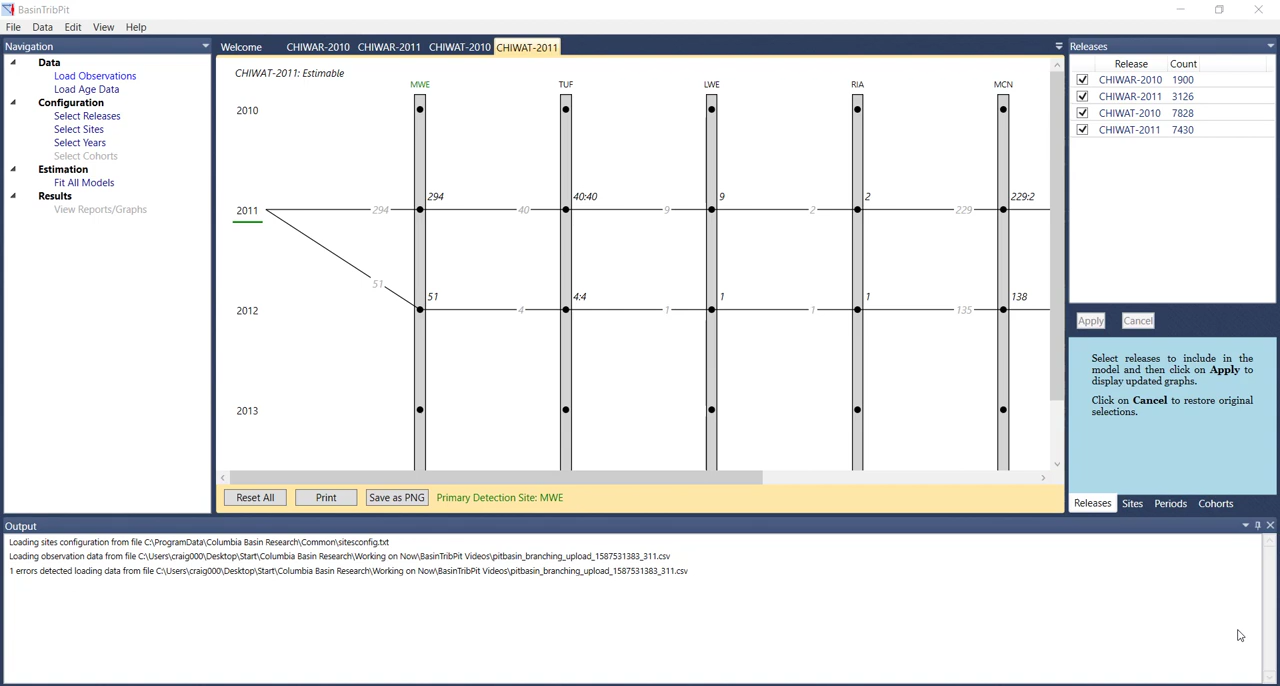 BasinTribPit
File Data Edit View Help
Navigation
Data
Load Observations
Load Age Data
Configuration
Select Releases
Select Sites
Select Years
Select Cohorts
Estimation
Fit All Models
Results
View Reports/Graphs
Welcome CHIWAR-2010 CHIWAR-2011 CHIWAT-2010 CHIWAT-2011
CHIWAT-2011: Estimable
MWE TUF LWE RIA MCN
2010
294 40:40 9 2 229:2
2011 294 40 9 2 229
51
51 4:4 1 1 138
2012 4 1 1 135
2013
Reset All Print Save as PNG Primary Detection Site: MWE
Releases
Release Count
CHIWAR-2010 1900
CHIWAR-2011 3126
CHIWAT-2010 7828
CHIWAT-2011 7430
Apply Cancel
Select releases to include in the
model and then click on Apply to
display updated graphs.
Click on Cancel to restore original
selections.
Releases Sites Periods Cohorts
Output
Loading sites configuration from file C:\ProgramData\Columbia Basin Research\Common\sitesconfig.txt
Loading observation data from file C:\Users\craig000\Desktop\Start\Columbia Basin Research\Working on Now\BasinTribPit Videos\pitbasin_branching_upload_1587531383_311.csv
1 errors detected loading data from file C:\Users\craig000\Desktop\Start\Columbia Basin Research\Working on Now\BasinTribPit Videos\pitbasin_branching_upload_1587531383_311.csv